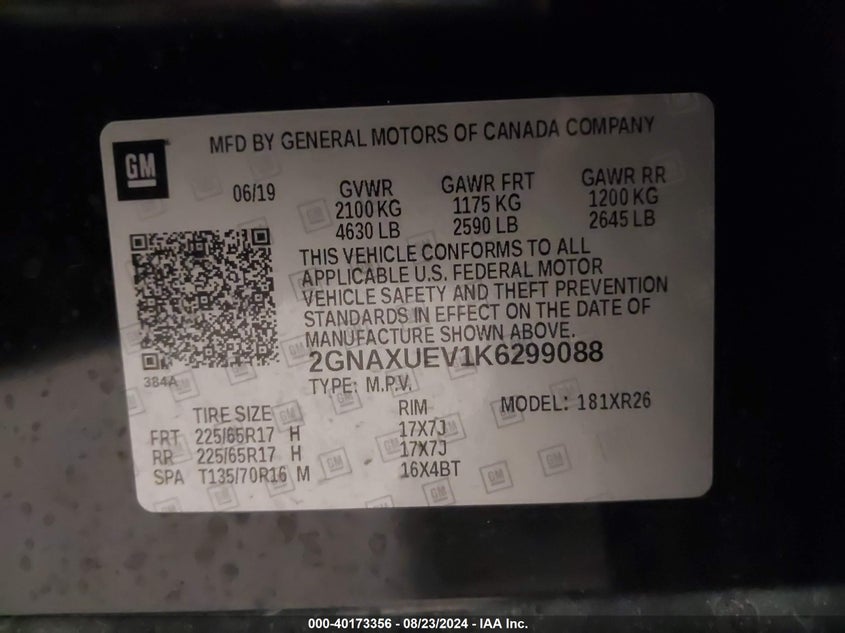 MFD BY GENERAL MOTORS OF CANADA COMPANY
GM
06/19
GVWR GAWR FRT GAWR RR
2100 KG 1175 KG 1200 KG
4630 LB 2590 LB 2645 LB
THIS VEHICLE CONFORMS TO ALL
APPLICABLE U.S. FEDERAL MOTOR
VEHICLE SAFETY AND THEFT PREVENTION
STANDARDS IN EFFECT ON THE DATE OF
MANUFACTURE SHOWN ABOVE.
2GNAXUEV1K6299088
384A
TYPE: M.P.V.
MODEL: 181XR26
TIRE SIZE RIM
FRT 225/65R17 H 17X7J
RR 225/65R17 H 17X7J
SPA T135/70R16 M 16X4BT
000-40173356 - 08/23/2024 - IAA Inc.